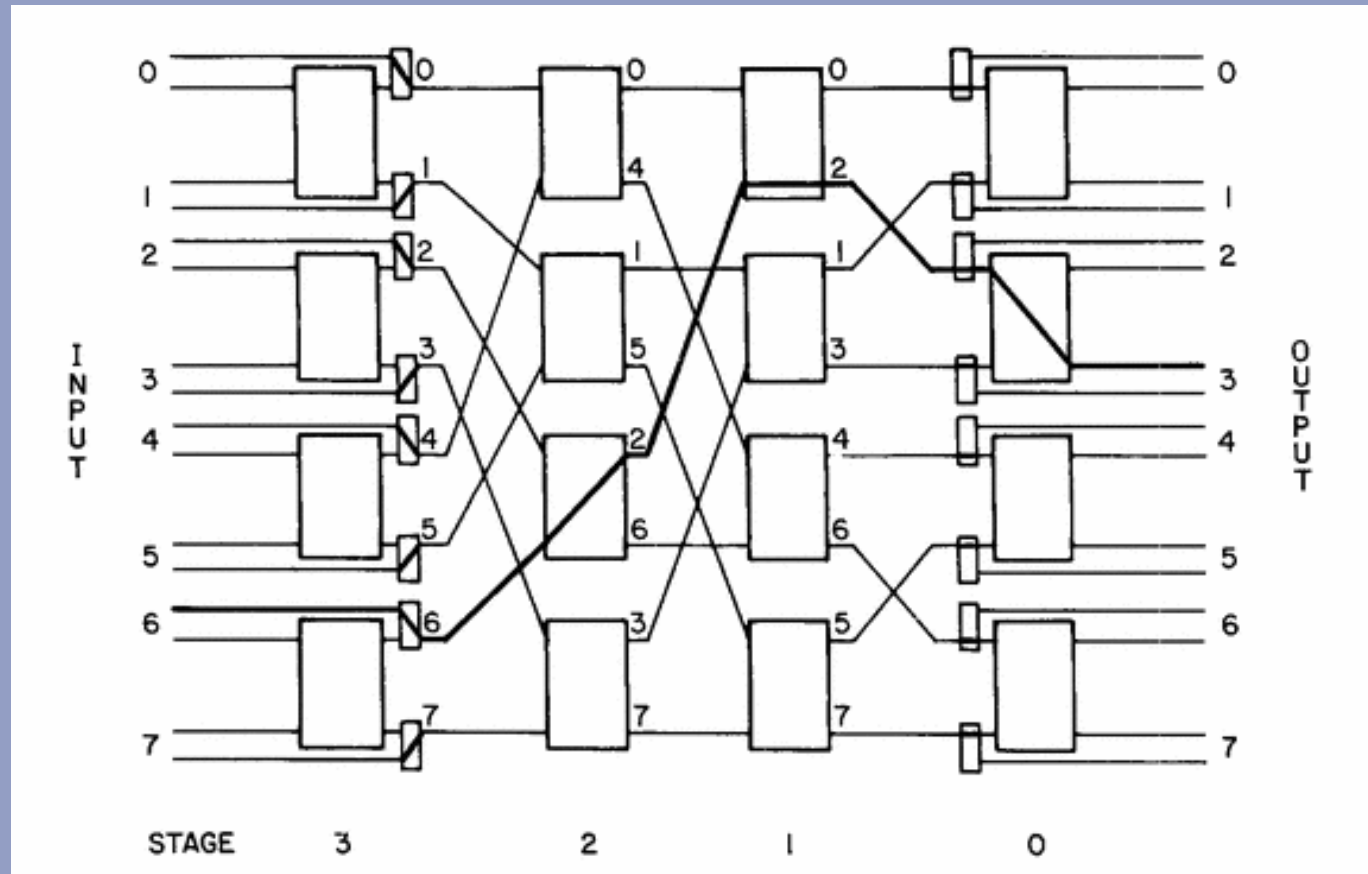 0 0 0 0 0
1 1 4 2 1
2 2 1 1 2
3 3 5 3 3
4 4 2 4 4
5 5 6 6 5
6 6 3 5 6
7 7 7 7 7
INPUT
OUTPUT
STAGE 3 2 1 0